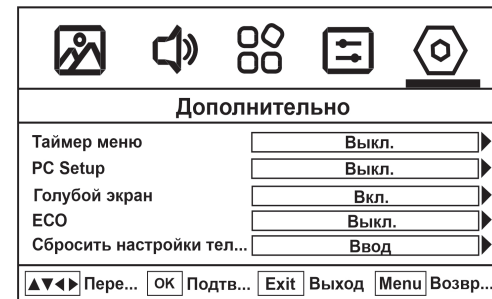 Дополнительно
Таймер меню Выкл.
PC Setup Выкл.
Голубой экран Вкл.
ECO Выкл.
Сбросить настройки тел... Ввод
▲▼◀▶ Пере... OK Подтв... Exit Выход Menu Возвр...